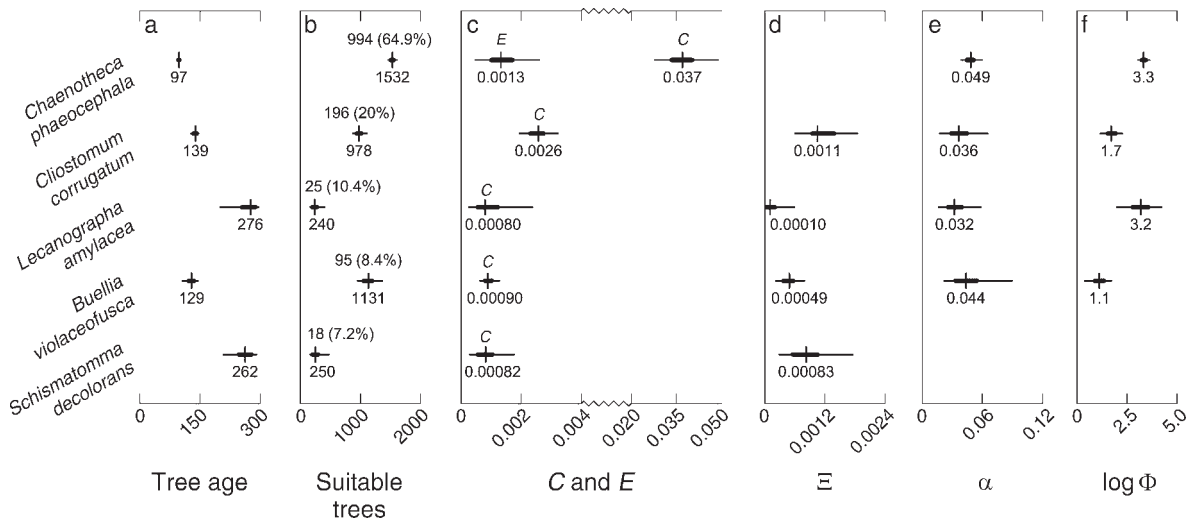 a
b
c
d
e
f
994 (64.9%)
E
C
97
1532
0.0013
0.037
0.049
3.3
Chaenotheca
phaeocephala
196 (20%)
C
139
978
0.0026
0.0011
0.036
1.7
Cliostomum
corrugatum
25 (10.4%)
C
276
240
0.00080
0.00010
0.032
3.2
Lecanographa
amylacea
95 (8.4%)
C
129
1131
0.00090
0.00049
0.044
1.1
Buellia
violaceofusca
18 (7.2%)
C
262
250
0.00082
0.00083
Schismatomma
decolorans
0 150 300
0 1000 2000
0 0.002 0.004 0.020 0.035 0.050
0 0.0012 0.0024
0 0.06 0.12
0 2.5 5.0
Tree age
Suitable
trees
C and E
Ξ
α
log Φ